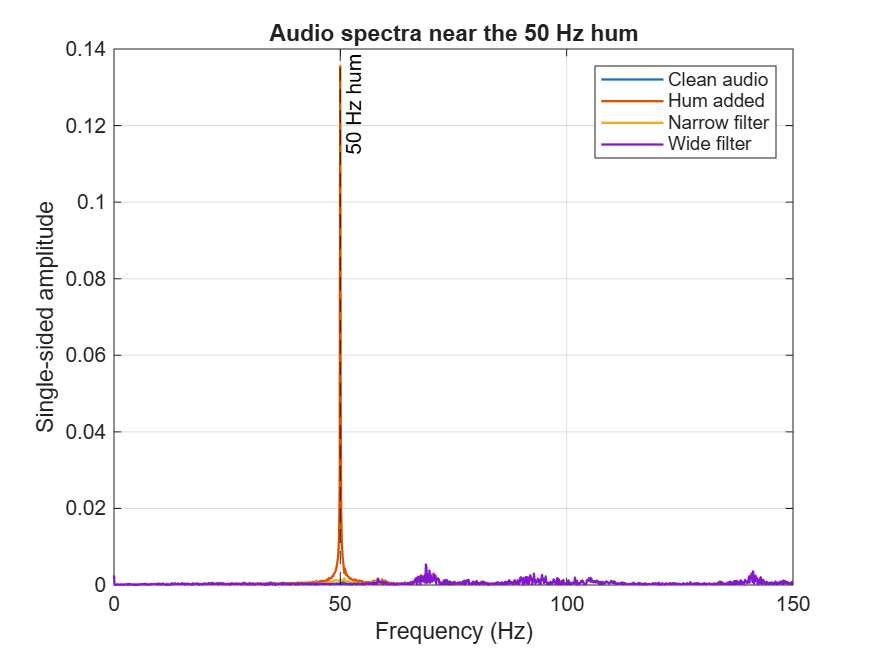 Audio spectra near the 50 Hz hum
0.14
0.12
0.1
0.08
0.06
0.04
0.02
0
Single-sided amplitude
50 Hz hum
Clean audio
Hum added
Narrow filter
Wide filter
0
50
100
150
Frequency (Hz)